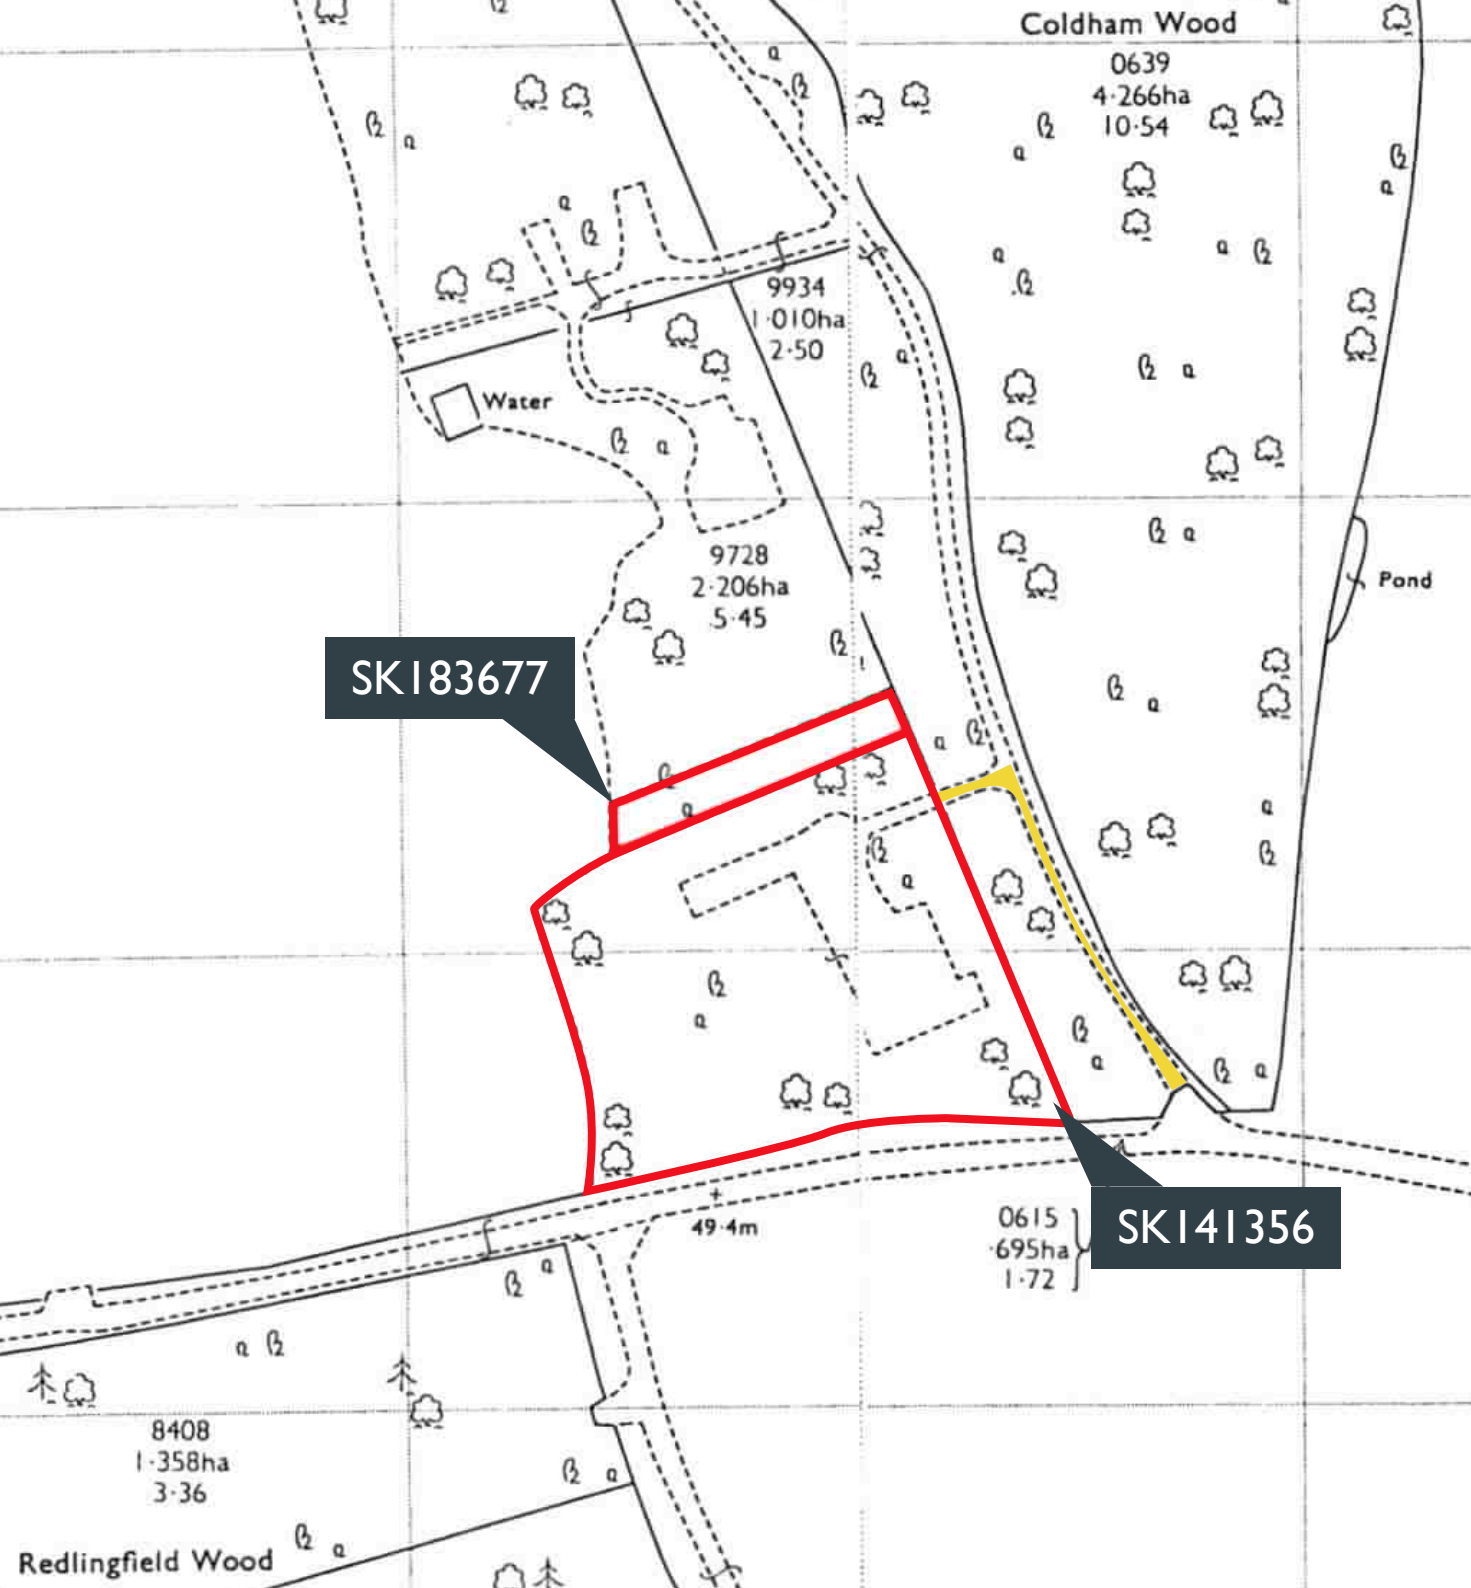 Coldham Wood
0639
4·266ha
10·54
9934
1·010ha
2·50
Water
9728
2·206ha
5·45
Pond
SK183677
SK141356
49·4m
0615
·695ha
1·72
8408
1·358ha
3·36
Redlingfield Wood